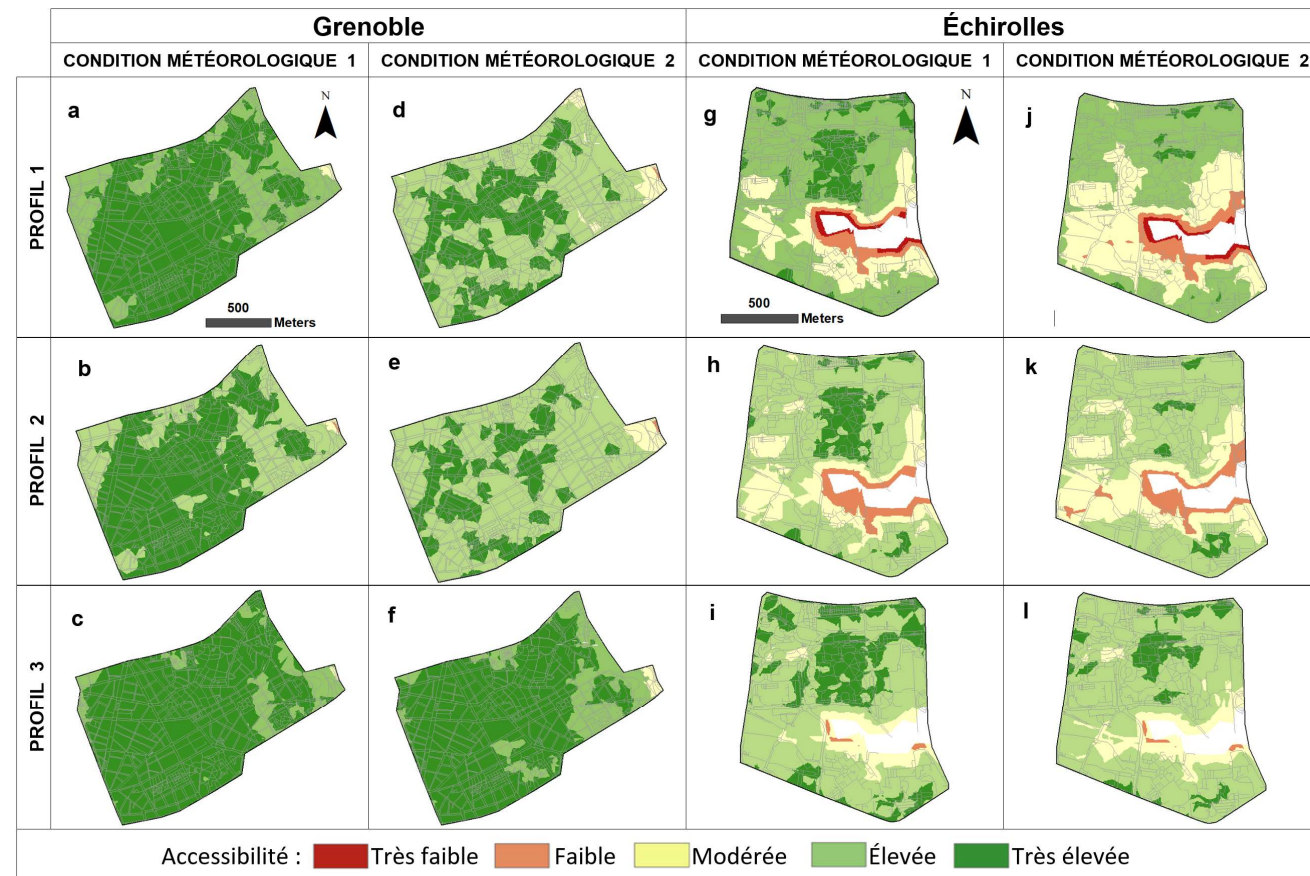 Grenoble
Échirolles
CONDITION MÉTÉOROLOGIQUE 1
CONDITION MÉTÉOROLOGIQUE 2
CONDITION MÉTÉOROLOGIQUE 1
CONDITION MÉTÉOROLOGIQUE 2
PROFIL 1
a
N
500
Meters
d
g
N
500
Meters
j
PROFIL 2
b
e
h
k
PROFIL 3
c
f
i
l
Accessibilité : Très faible Faible Modérée Élevée Très élevée